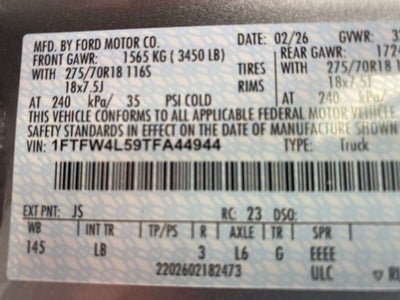 MFD. BY FORD MOTOR CO. DATE: 02/26 GVWR:
FRONT GAWR: 1565 KG ( 3450 LB) REAR GAWR: 1724
WITH 275/70R18 116S TIRES WITH 275/70R18
18x7.5J RIMS 18x7.5J
AT 240 kPa/ 35 PSI COLD AT 240 kPa/
THIS VEHICLE CONFORMS TO ALL APPLICABLE FEDERAL MOTOR VEHICLE
SAFETY STANDARDS IN EFFECT ON THE DATE OF MANUFACTURE SHOWN
VIN: 1FTFW4L59TFA44944 TYPE: Truck
EXT PNT: JS RC: 23 DSO:
WB INT TR TP/PS R AXLE TR SPR
145 LB 3 L6 G EEEE
2202602182473 ULC